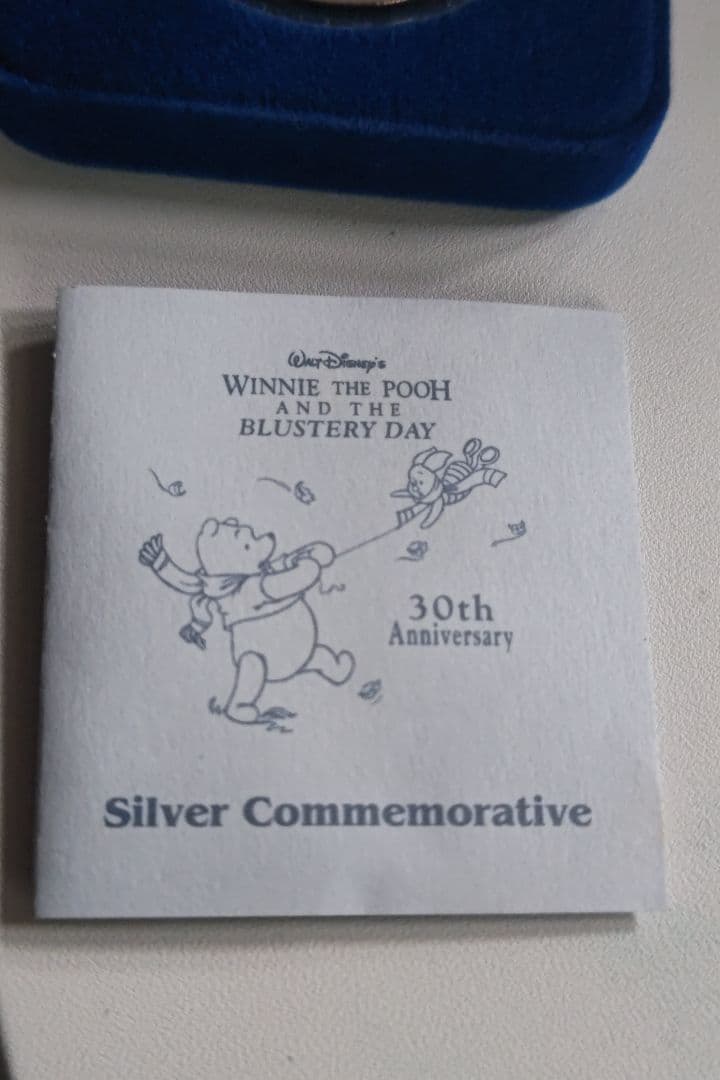 Walt Disney's
WINNIE THE POOH
AND THE
BLUSTERY DAY
30th
Anniversary
Silver Commemorative